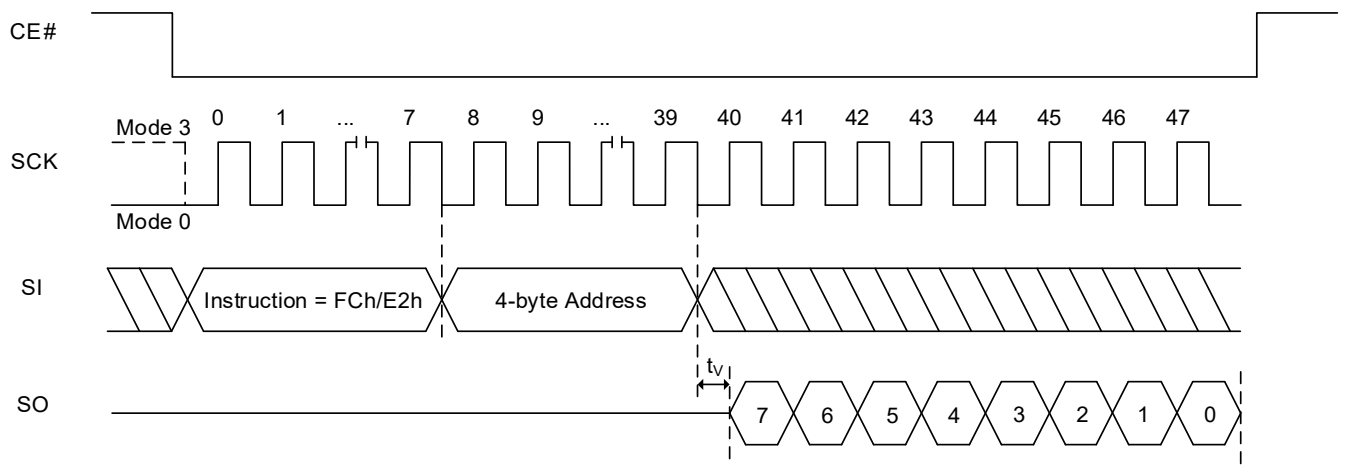 CE#
Mode 3 0 1 ... 7 8 9 ... 39 40 41 42 43 44 45 46 47
SCK
Mode 0
SI Instruction = FCh/E2h 4-byte Address
tV
SO 7 6 5 4 3 2 1 0